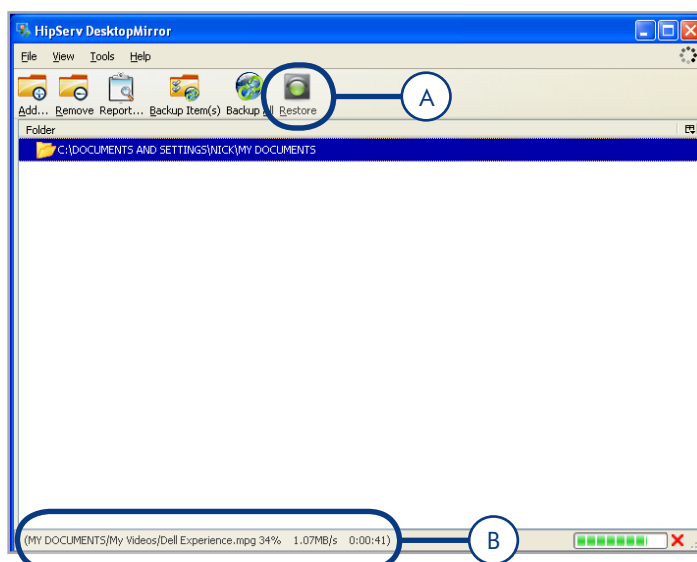 HipServ DesktopMirror
File View Tools Help
Add... Remove Report... Backup Item(s) Backup All Restore
A
Folder
C:\DOCUMENTS AND SETTINGS\NICK\MY DOCUMENTS
(MY DOCUMENTS/My Videos/Dell Experience.mpg 34% 1.07MB/s 0:00:41)
B